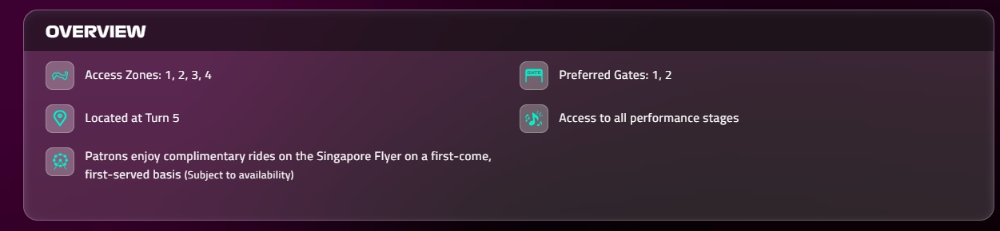 OVERVIEW
Access Zones: 1, 2, 3, 4
GATE
Preferred Gates: 1, 2
Located at Turn 5
Access to all performance stages
Patrons enjoy complimentary rides on the Singapore Flyer on a first-come,
first-served basis (Subject to availability)